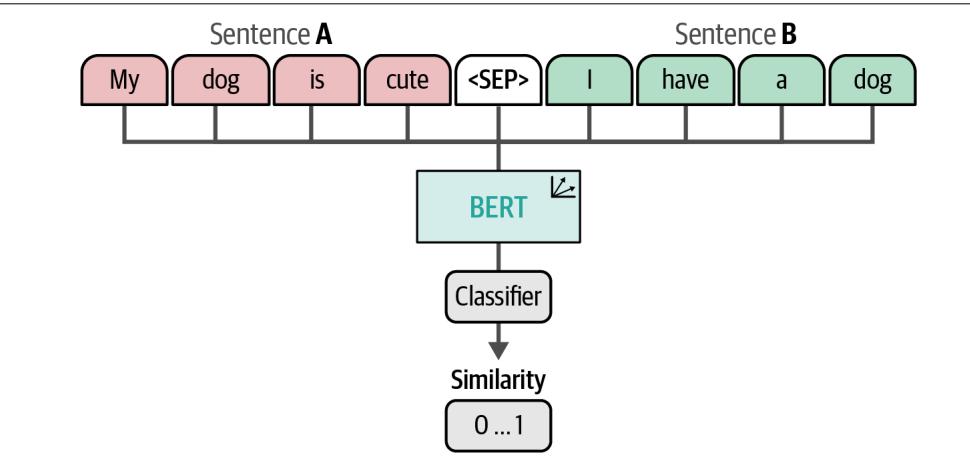 Sentence A Sentence B
My dog is cute <SEP> I have a dog
BERT
Classifier
Similarity
0 ... 1